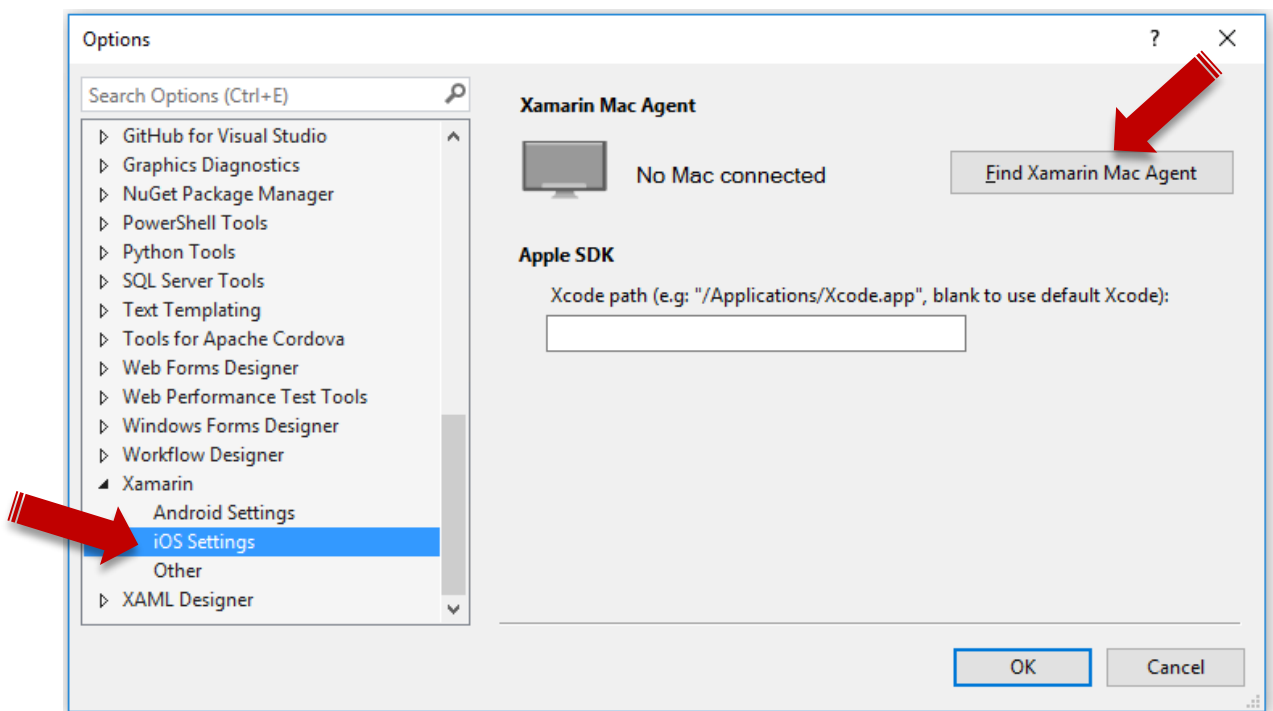 Options
?
Search Options (Ctrl+E)
GitHub for Visual Studio
Graphics Diagnostics
NuGet Package Manager
PowerShell Tools
Python Tools
SQL Server Tools
Text Templating
Tools for Apache Cordova
Web Forms Designer
Web Performance Test Tools
Windows Forms Designer
Workflow Designer
Xamarin
Android Settings
iOS Settings
Other
XAML Designer
Xamarin Mac Agent
No Mac connected
Find Xamarin Mac Agent
Apple SDK
Xcode path (e.g: "/Applications/Xcode.app", blank to use default Xcode):
OK
Cancel